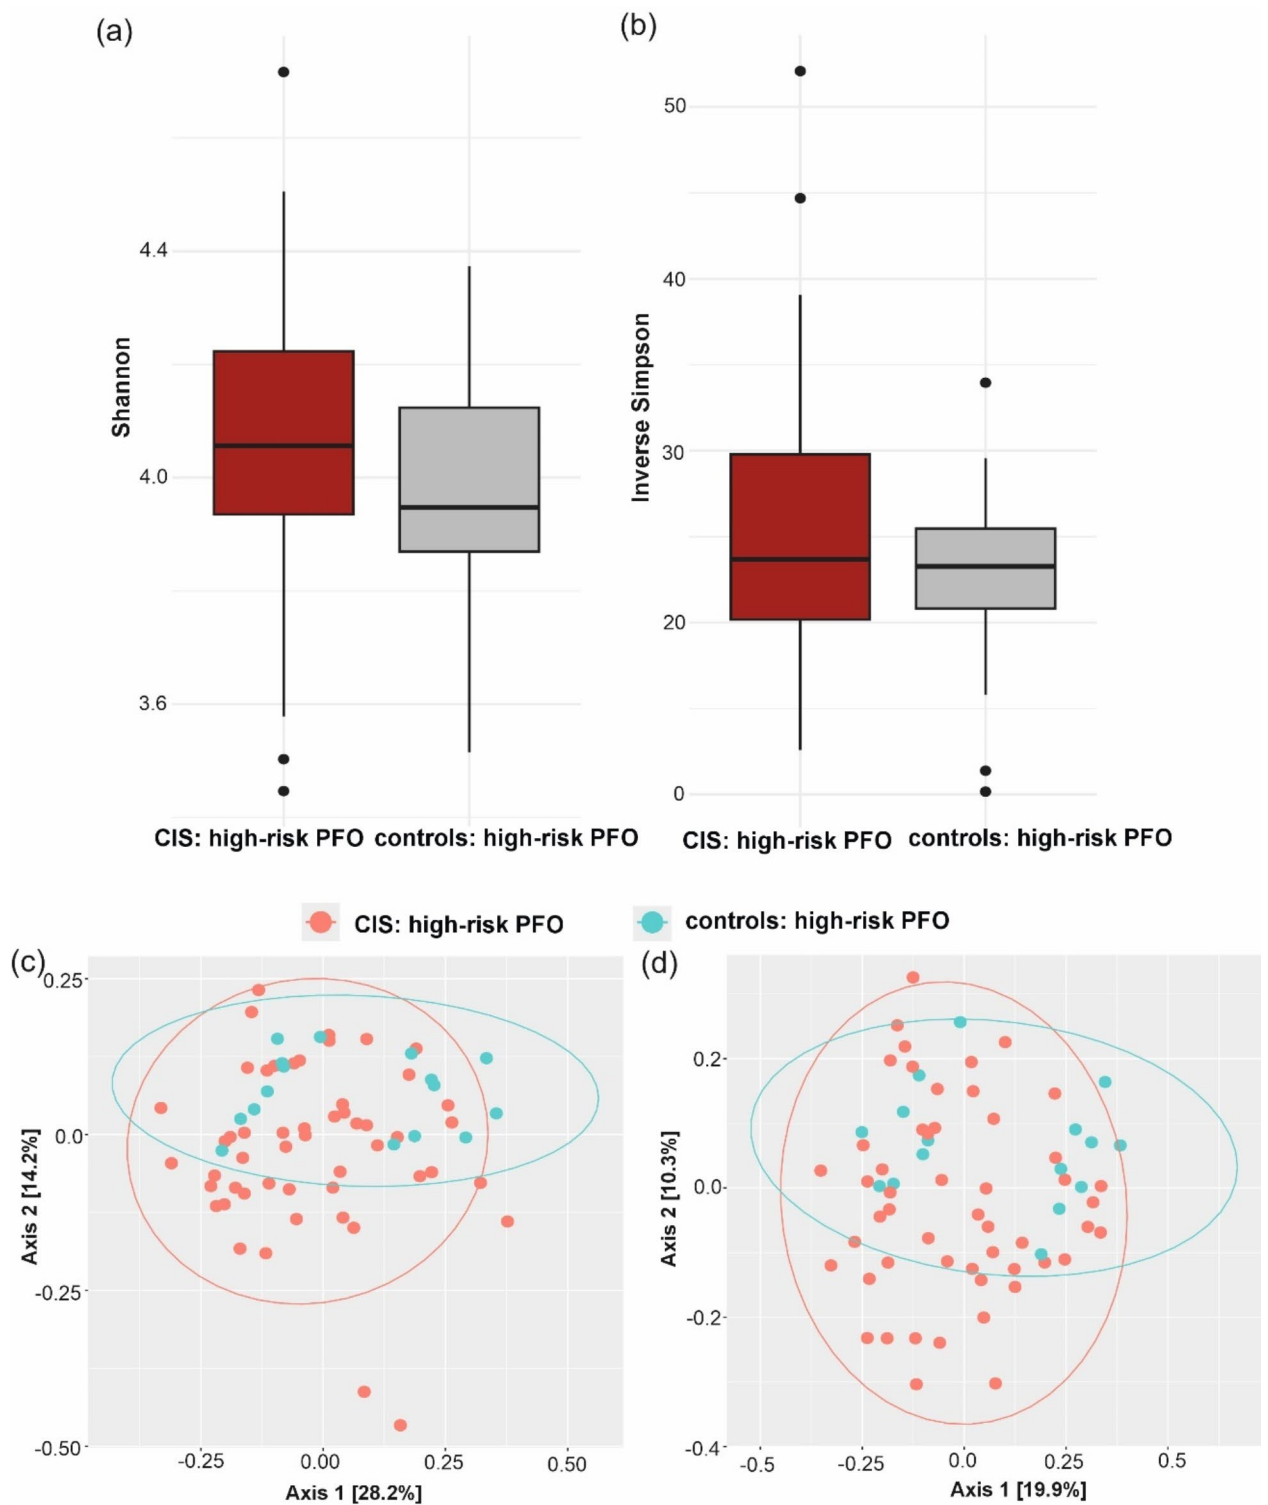 (a)
Shannon
4.4
4.0
3.6
CIS: high-risk PFO
controls: high-risk PFO
(b)
Inverse Simpson
50
40
30
20
0
CIS: high-risk PFO
controls: high-risk PFO
CIS: high-risk PFO
controls: high-risk PFO
(c)
Axis 2 [14.2%]
0.25
0.0
-0.25
-0.50
-0.25
0.00
0.25
0.50
Axis 1 [28.2%]
(d)
Axis 2 [10.3%]
0.2
0.0
-0.2
-0.4
-0.5
-0.25
0.0
0.25
0.5
Axis 1 [19.9%]